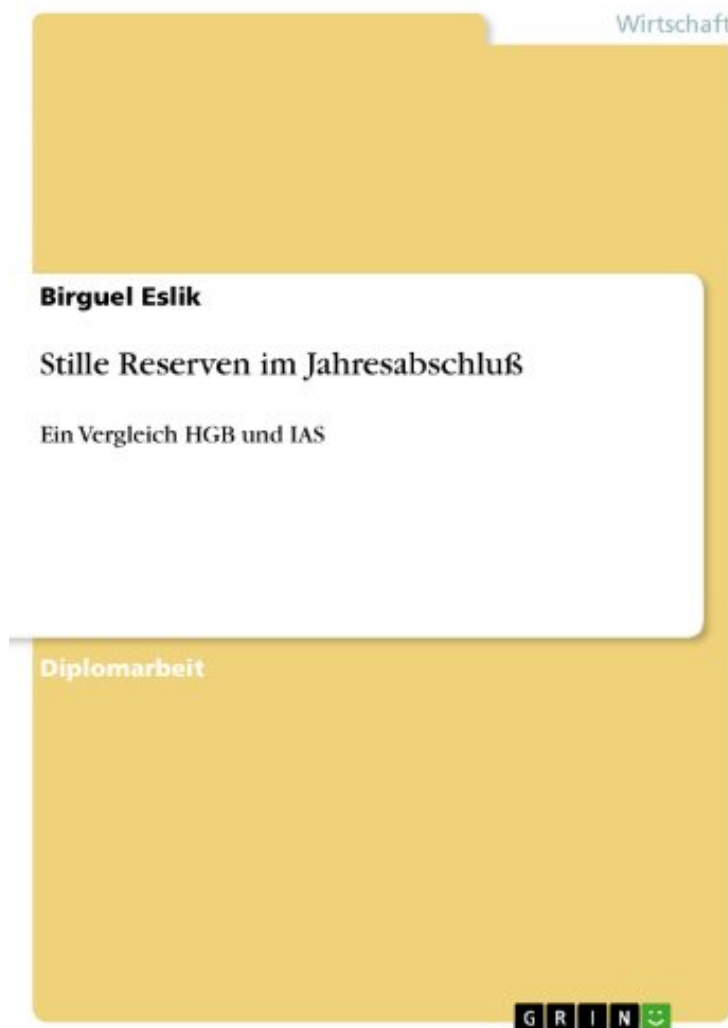 Wirtschaft
Birguel Eslik
Stille Reserven im Jahresabschluß
Ein Vergleich HGB und IAS
Diplomarbeit
GRIN